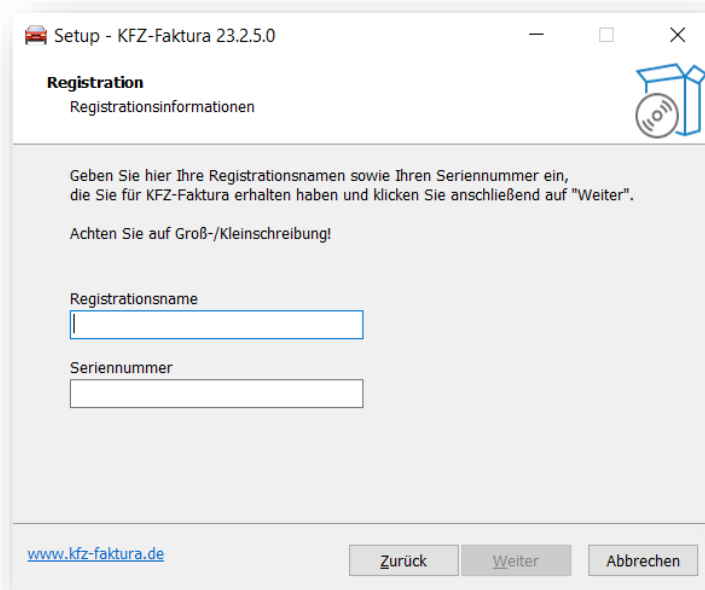 Setup - KFZ-Faktura 23.2.5.0
Registration
Registrationsinformationen
Geben Sie hier Ihre Registrationsnamen sowie Ihren Seriennummer ein,
die Sie für KFZ-Faktura erhalten haben und klicken Sie anschließend auf "Weiter".
Achten Sie auf Groß-/Kleinschreibung!
Registrationsname
Seriennummer
www.kfz-faktura.de
Zurück
Weiter
Abbrechen